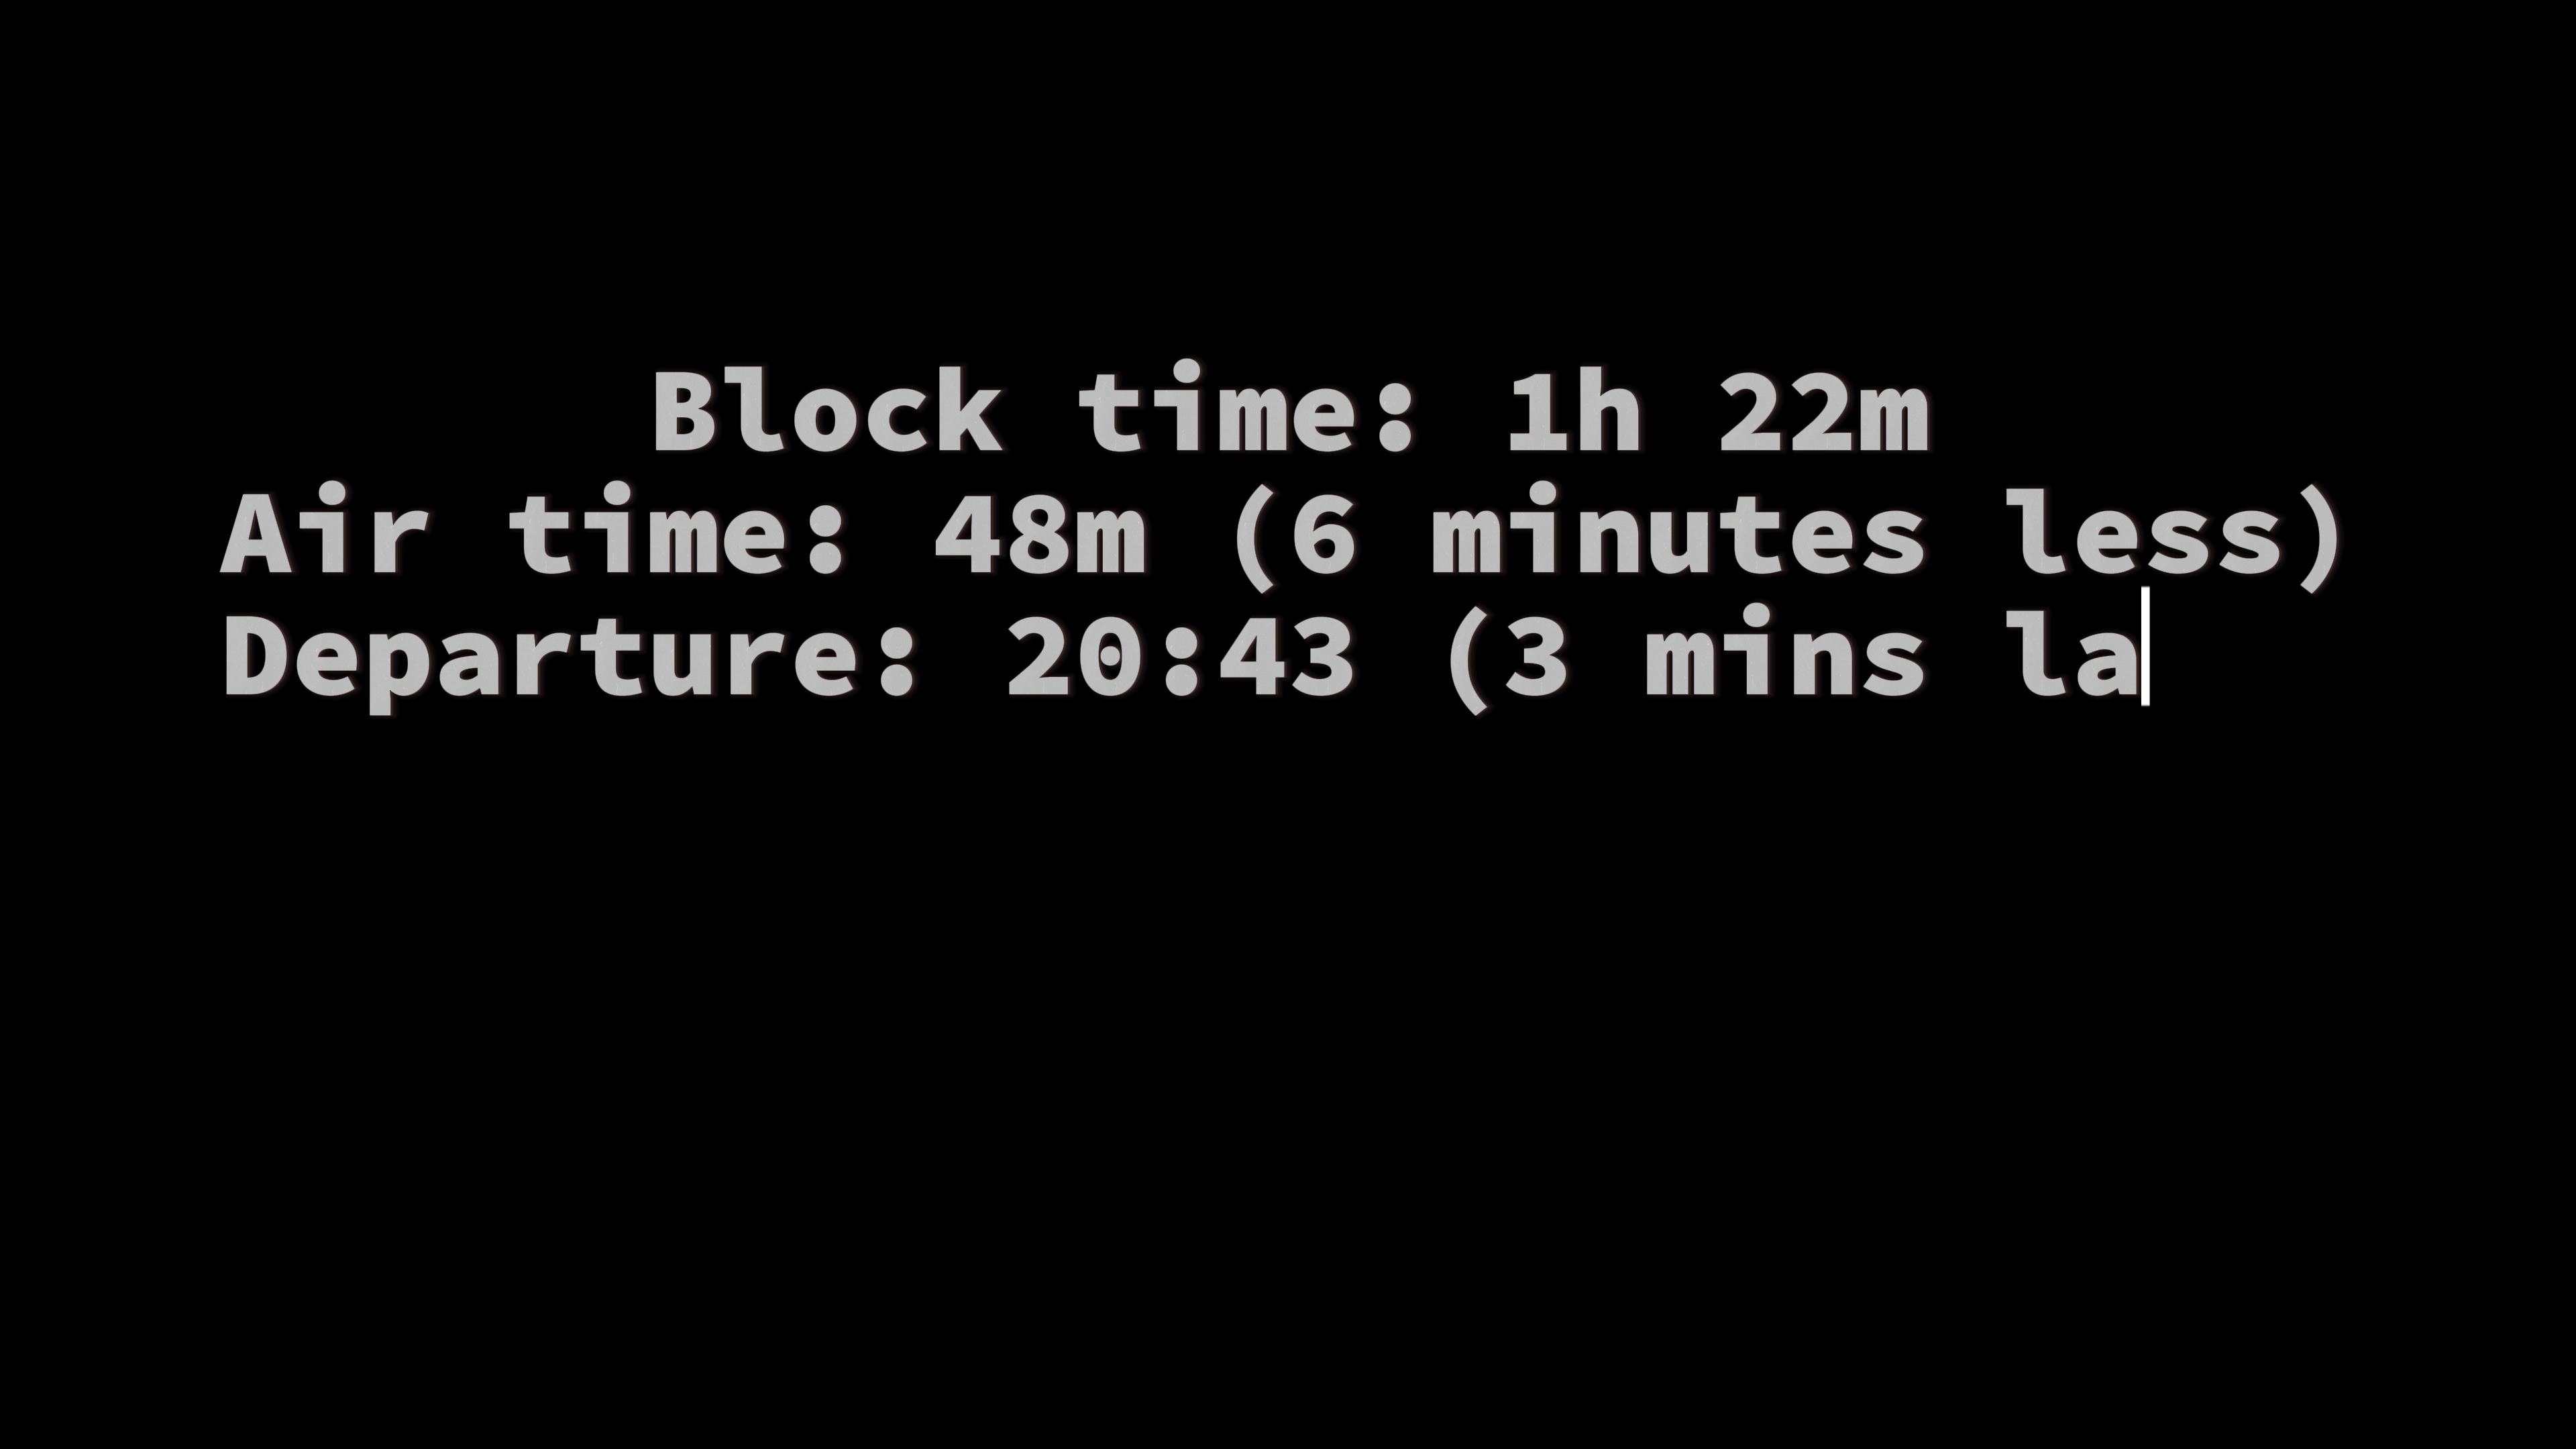 Block time: 1h 22m
Air time: 48m (6 minutes less)
Departure: 20:43 (3 mins la